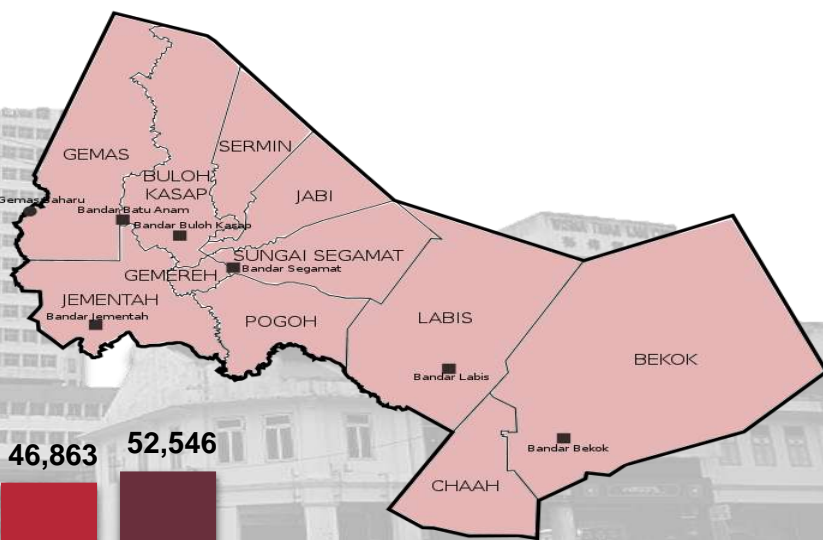 GEMAS
SERMIN
BULOH
KASAP
JABI
Gemas Baharu
Bandar Batu Anam
Bandar Buloh Kasap
SUNGAI SEGAMAT
GEMEREH
Bandar Segamat
JEMENTAH
Bandar Jementah
POGOH
LABIS
BEKOK
Bandar Labis
Bandar Bekok
CHAAH
46,863
52,546